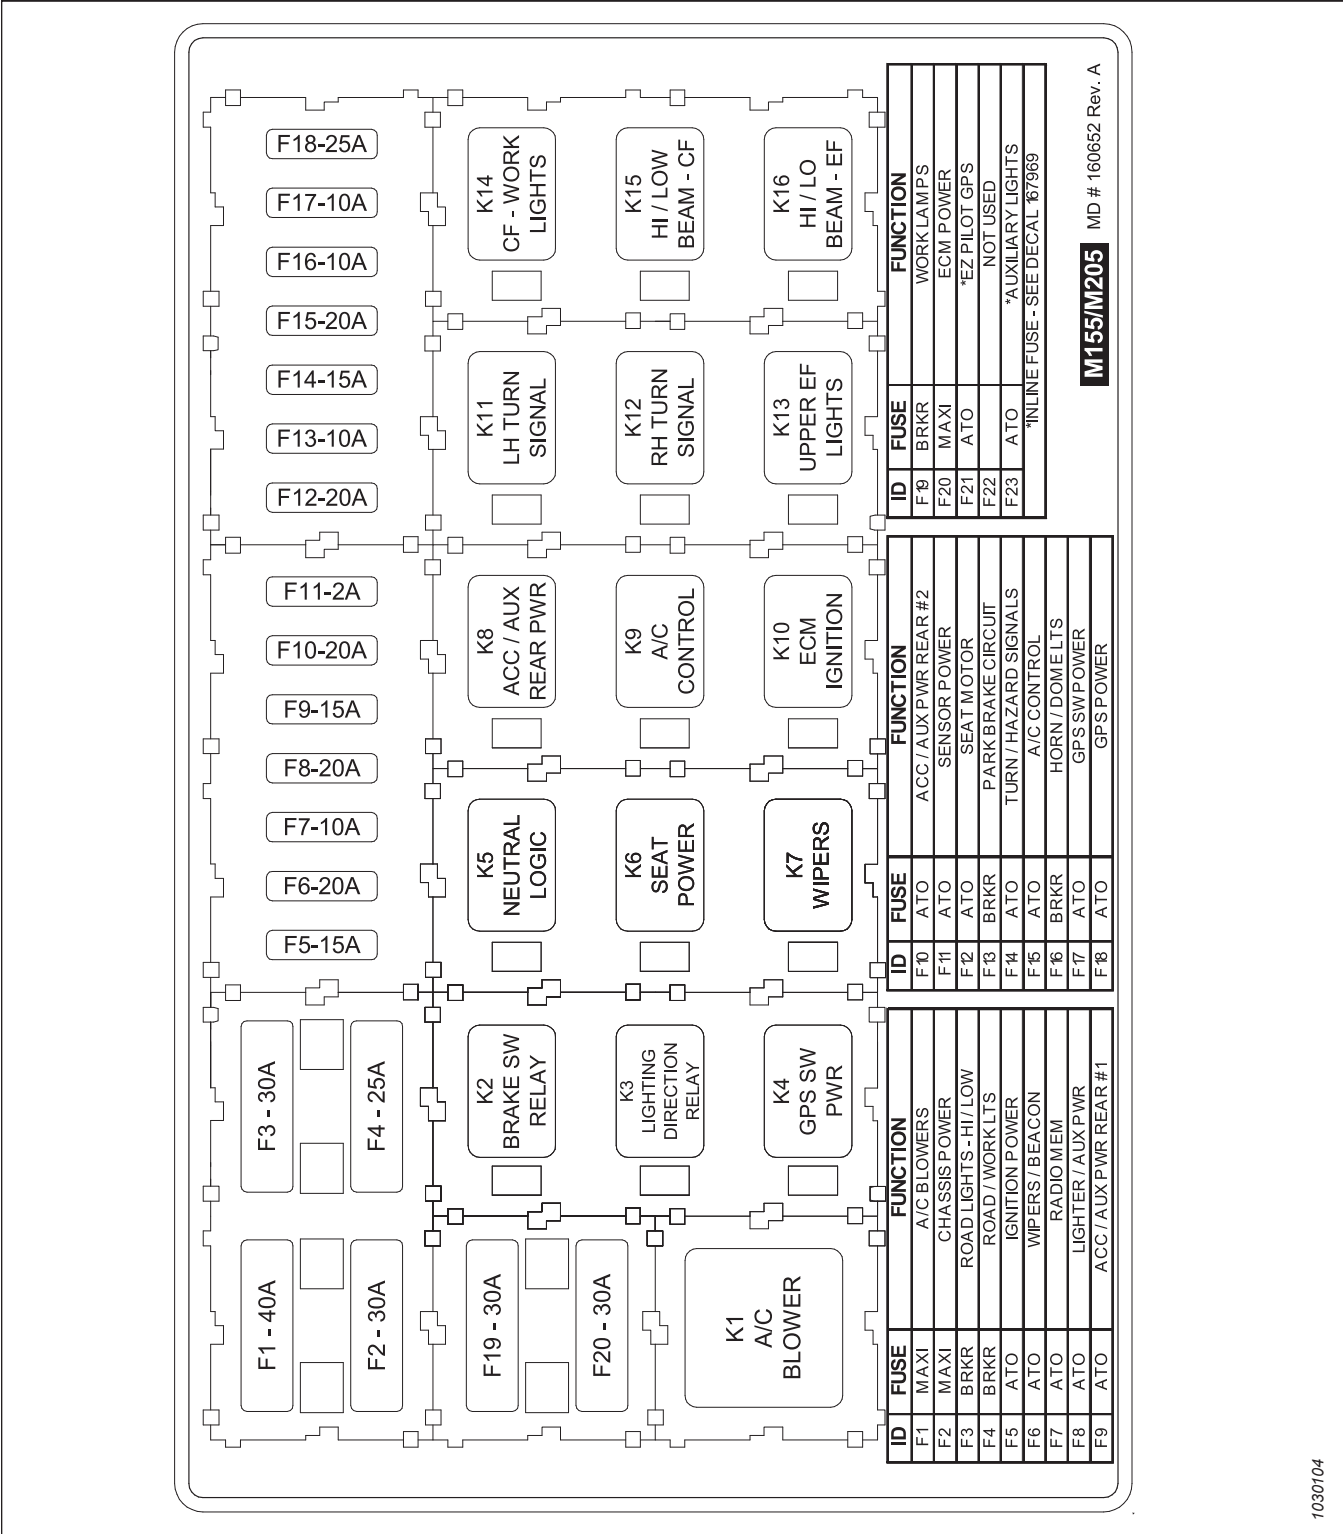 F18-25A
F17-10A
F16-10A
F15-20A
F14-15A
F13-10A
F12-20A
F11-2A
F10-20A
F9-15A
F8-20A
F7-10A
F6-20A
F5-15A
F3 - 30A
F4 - 25A
F1 - 40A
F2 - 30A
K14
CF - WORK
LIGHTS
K15
HI / LOW
BEAM - CF
K16
HI / LO
BEAM - EF
K11
LH TURN
SIGNAL
K12
RH TURN
SIGNAL
K13
UPPER EF
LIGHTS
K8
ACC / AUX
REAR PWR
K9
A/C
CONTROL
K10
ECM
IGNITION
K5
NEUTRAL
LOGIC
K6
SEAT
POWER
K7
WIPERS
K2
BRAKE SW
RELAY
K3
LIGHTING
DIRECTION
RELAY
K4
GPS SW
PWR
F19 - 30A
F20 - 30A
K1
A/C
BLOWER
ID FUSE FUNCTION
F1 MAXI A/C BLOWERS
F2 MAXI CHASSIS POWER
F3 BRKR ROAD LIGHTS - HI / LOW
F4 BRKR ROAD / WORK LTS
F5 ATO IGNITION POWER
F6 ATO WIPERS / BEACON
F7 ATO RADIO MEM
F8 ATO LIGHTER / AUX PWR
F9 ATO ACC / AUX PWR REAR #1
ID FUSE FUNCTION
F10 ATO ACC / AUX PWR REAR #2
F11 ATO SENSOR POWER
F12 ATO SEAT MOTOR
F13 BRKR PARK BRAKE CIRCUIT
F14 ATO TURN / HAZARD SIGNALS
F15 ATO A/C CONTROL
F16 BRKR HORN / DOME LTS
F17 ATO GPS SW POWER
F18 ATO GPS POWER
ID FUSE FUNCTION
F19 BRKR WORK LAMPS
F20 MAXI ECM POWER
F21 ATO *EZ PILOT GPS
F22 NOT USED
F23 ATO *AUXILIARY LIGHTS
*INLINE FUSE - SEE DECAL 167969
M155/M205 MD # 160652 Rev. A
1030104